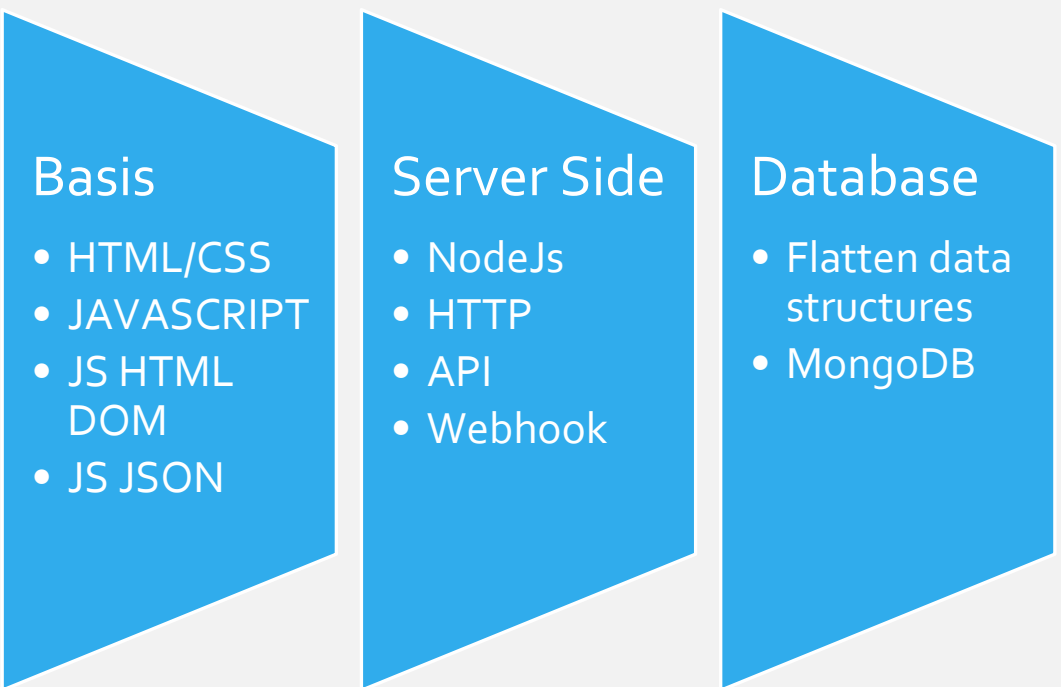 Basis
• HTML/CSS
• JAVASCRIPT
• JS HTML
DOM
• JS JSON
Server Side
• NodeJs
• HTTP
• API
• Webhook
Database
• Flatten data
structures
• MongoDB